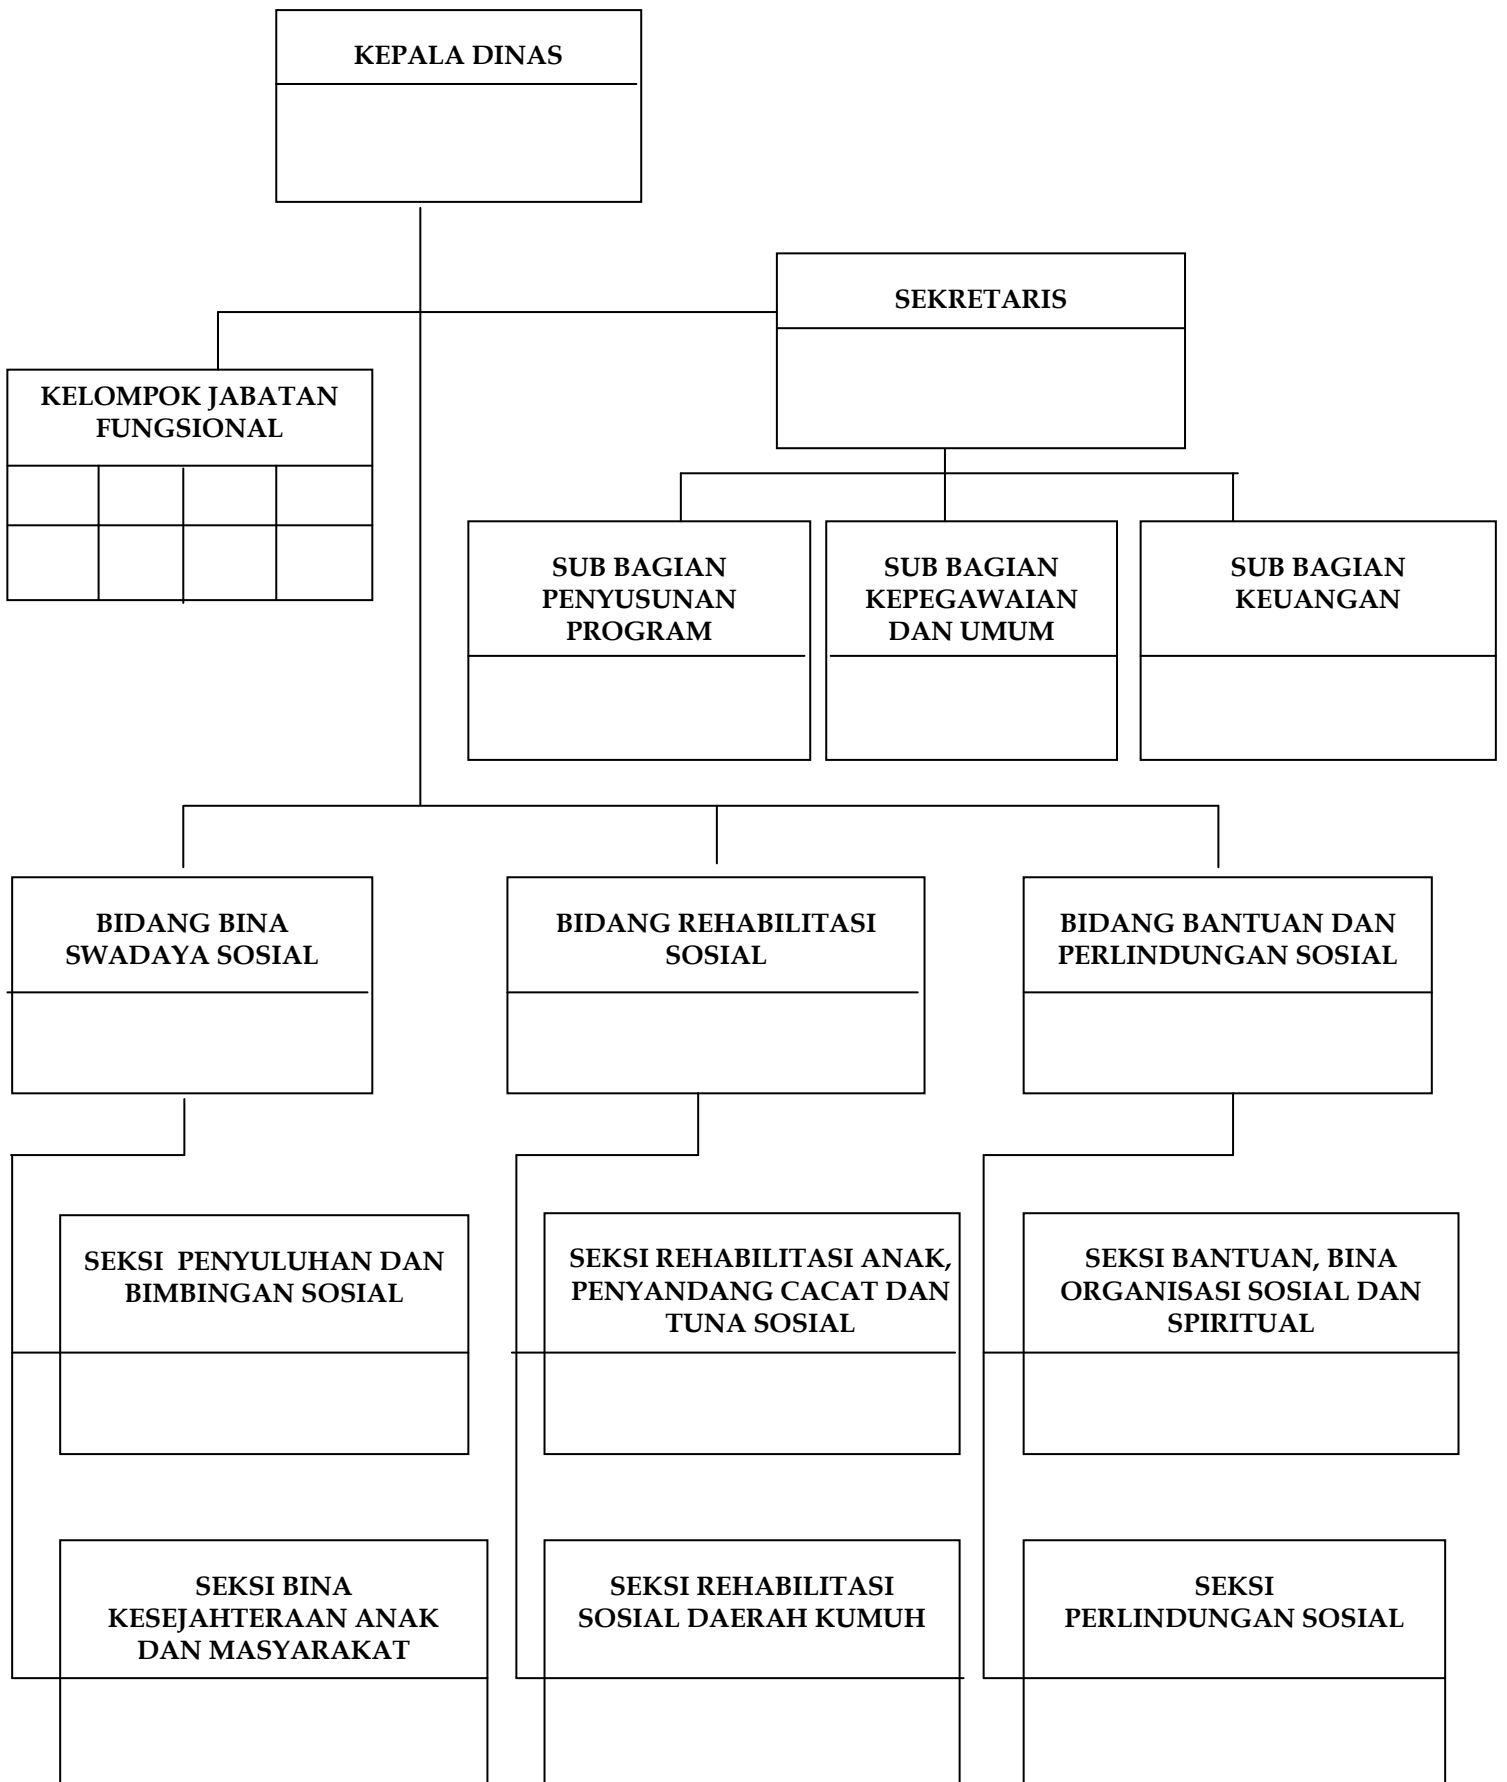 KEPALA DINAS
SEKRETARIS
KELOMPOK JABATAN
FUNGSIONAL
SUB BAGIAN
PENYUSUNAN
PROGRAM
SUB BAGIAN
KEPEGAWAIAN
DAN UMUM
SUB BAGIAN
KEUANGAN
BIDANG BINA
SWADAYA SOSIAL
BIDANG REHABILITASI
SOSIAL
BIDANG BANTUAN DAN
PERLINDUNGAN SOSIAL
SEKSI  PENYULUHAN DAN
BIMBINGAN SOSIAL
SEKSI REHABILITASI ANAK,
PENYANDANG CACAT DAN
TUNA SOSIAL
SEKSI BANTUAN, BINA
ORGANISASI SOSIAL DAN
SPIRITUAL
SEKSI BINA
KESEJAHTERAAN ANAK
DAN MASYARAKAT
SEKSI REHABILITASI
SOSIAL DAERAH KUMUH
SEKSI
PERLINDUNGAN SOSIAL